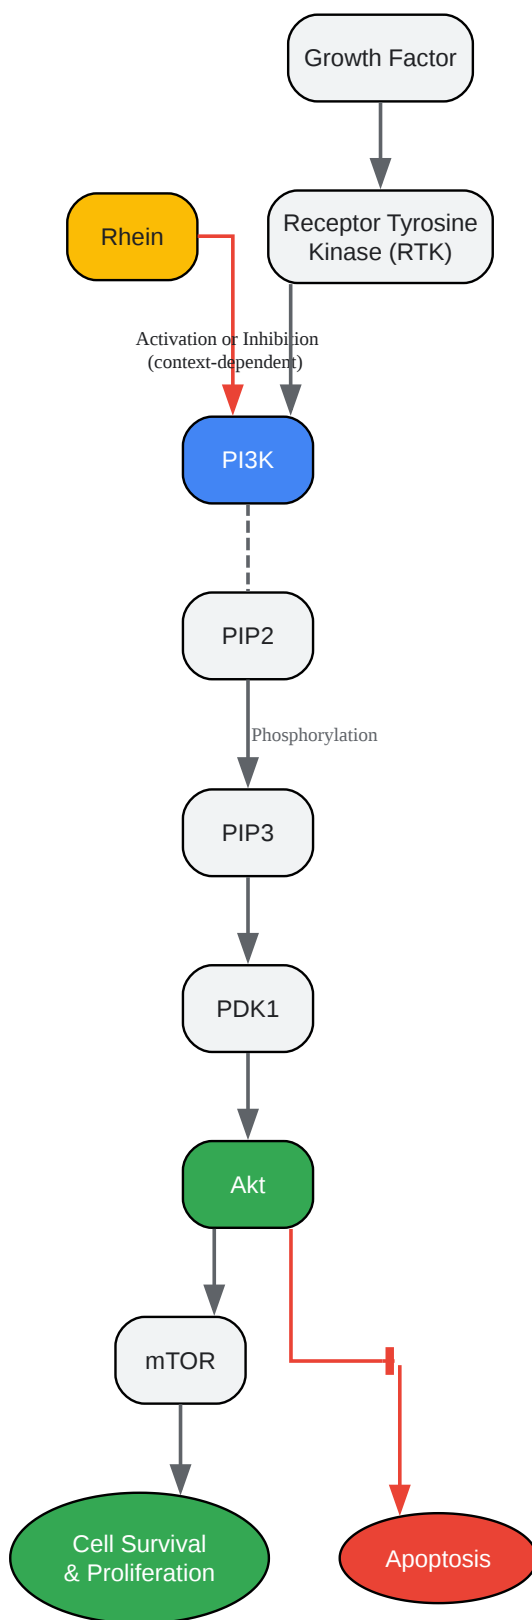 Growth Factor
Rhein
Receptor Tyrosine
Kinase (RTK)
Activation or Inhibition
(context-dependent)
PI3K
PIP2
Phosphorylation
PIP3
PDK1
Akt
mTOR
Cell Survival
& Proliferation
Apoptosis